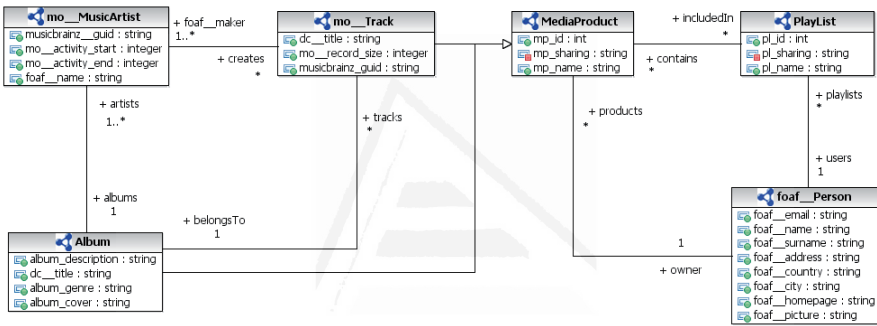 mo__MusicArtist
musicbrainz__guid : string
mo__activity_start : integer
mo__activity_end : integer
foaf__name : string
+ foaf__maker
1..*
+ creates
*
mo__Track
dc__title : string
mo__record_size : integer
musicbrainz_guid : string
MediaProduct
mp_id : int
mp_sharing : string
mp_name : string
+ includedIn
*
+ contains
*
PlayList
pl_id : int
pl_sharing : string
pl_name : string
+ artists
1..*
+ tracks
*
+ products
*
+ playlists
*
+ users
1
+ albums
1
+ belongsTo
1
Album
album_description : string
dc__title : string
album_genre : string
album_cover : string
1
+ owner
foaf__Person
foaf__email : string
foaf__name : string
foaf__surname : string
foaf__address : string
foaf__country : string
foaf__city : string
foaf__homepage : string
foaf__picture : string